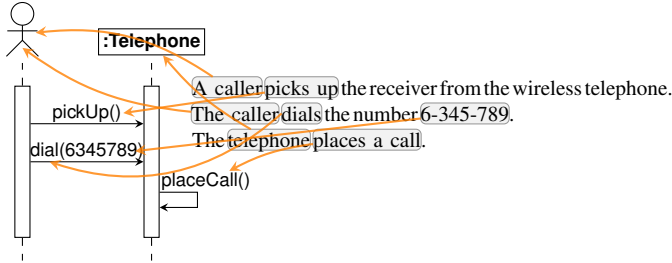 :Telephone
A caller picks up the receiver from the wireless telephone.
pickUp()
The caller dials the number 6-345-789.
The telephone places a call.
dial(6345789)
placeCall()